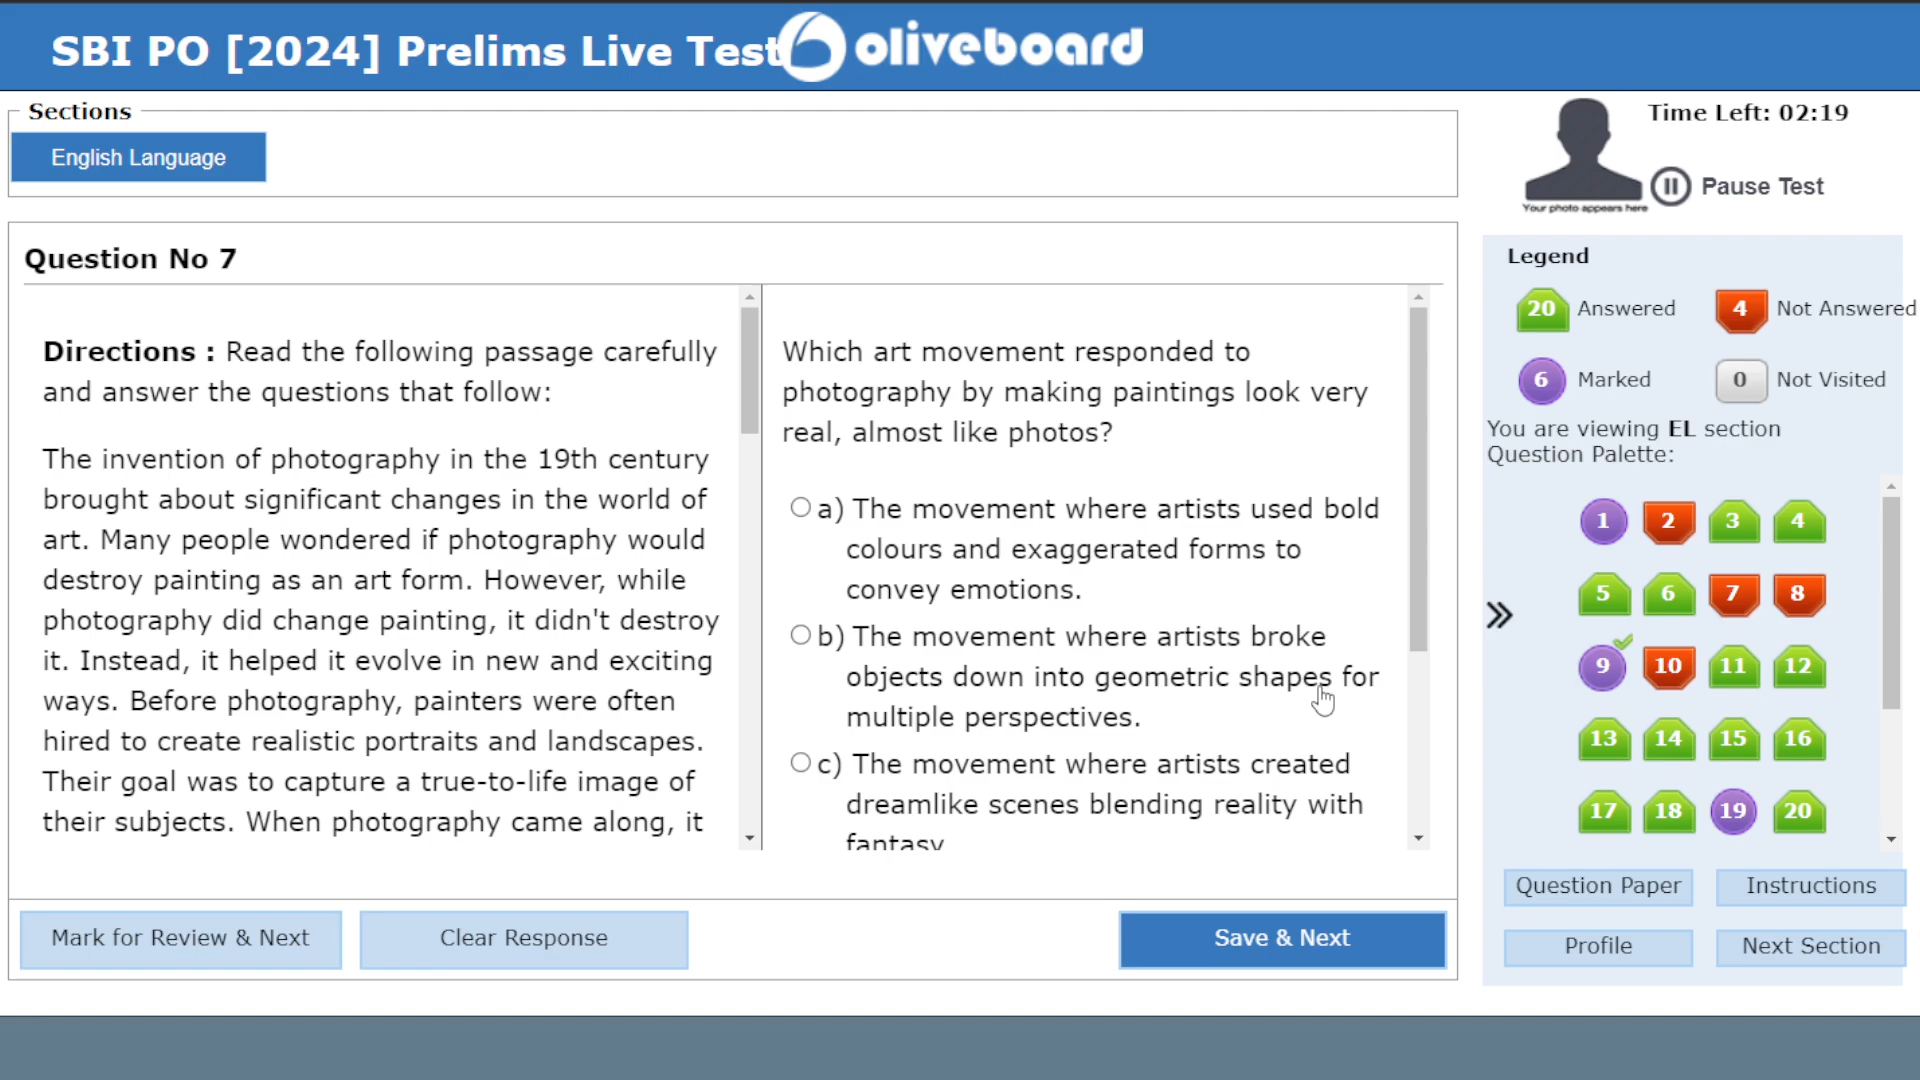 SBI PO [2024] Prelims Live Test
oliveboard
Sections
English Language
Time Left: 02:19
Pause Test
Your photo appears here
Question No 7
Directions : Read the following passage carefully
and answer the questions that follow:
The invention of photography in the 19th century
brought about significant changes in the world of
art. Many people wondered if photography would
destroy painting as an art form. However, while
photography did change painting, it didn't destroy
it. Instead, it helped it evolve in new and exciting
ways. Before photography, painters were often
hired to create realistic portraits and landscapes.
Their goal was to capture a true-to-life image of
their subjects. When photography came along, it
Which art movement responded to
photography by making paintings look very
real, almost like photos?
a) The movement where artists used bold
colours and exaggerated forms to
convey emotions.
b) The movement where artists broke
objects down into geometric shapes for
multiple perspectives.
c) The movement where artists created
dreamlike scenes blending reality with
fantasy
Mark for Review & Next
Clear Response
Save & Next
Legend
20 Answered
4 Not Answered
6 Marked
0 Not Visited
You are viewing EL section
Question Palette:
1 2 3 4
5 6 7 8
9 10 11 12
13 14 15 16
17 18 19 20
Question Paper
Instructions
Profile
Next Section